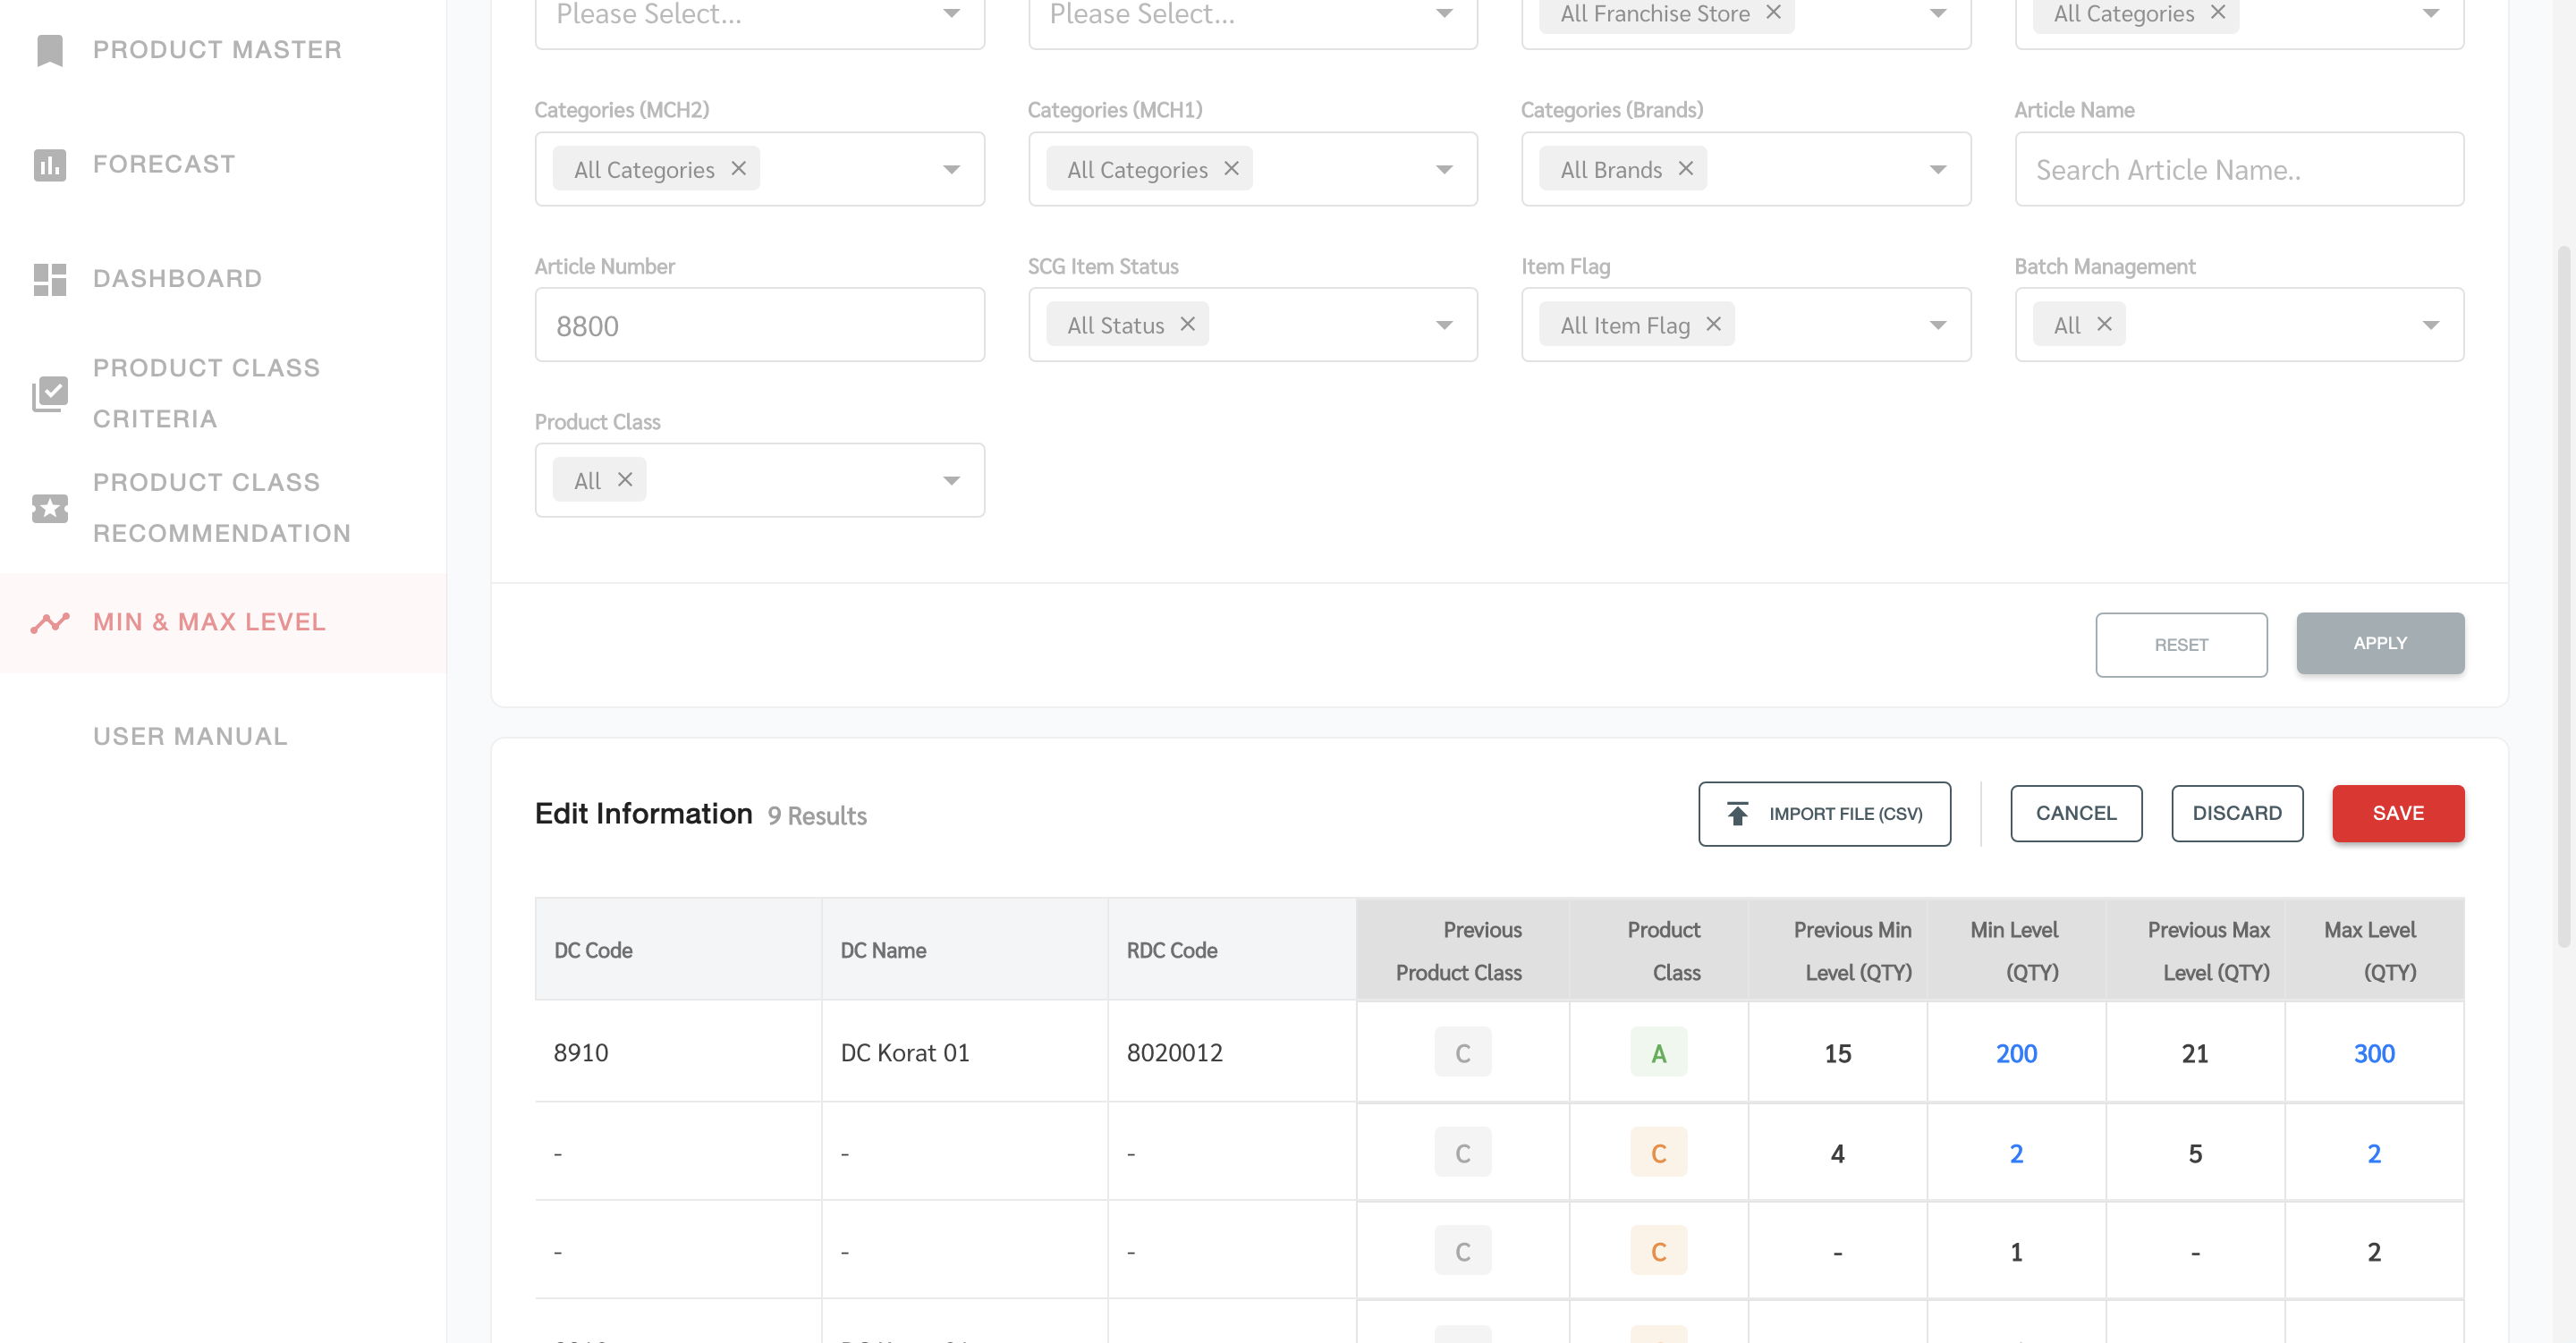 PRODUCT MASTER
FORECAST
DASHBOARD
PRODUCT CLASS
CRITERIA
PRODUCT CLASS
RECOMMENDATION
MIN & MAX LEVEL
USER MANUAL
Please Select... Please Select... All Franchise Store All Categories
Categories (MCH2) Categories (MCH1) Categories (Brands) Article Name
All Categories All Categories All Brands Search Article Name..
Article Number SCG Item Status Item Flag Batch Management
8800 All Status All Item Flag All
Product Class
All
RESET APPLY
Edit Information 9 Results IMPORT FILE (CSV) CANCEL DISCARD SAVE
DC Code DC Name RDC Code Previous Product Class Product Class Previous Min Level (QTY) Min Level (QTY) Previous Max Level (QTY) Max Level (QTY)
8910 DC Korat 01 8020012 C A 15 200 21 300
- - - C C 4 2 5 2
- - - C C - 1 - 2